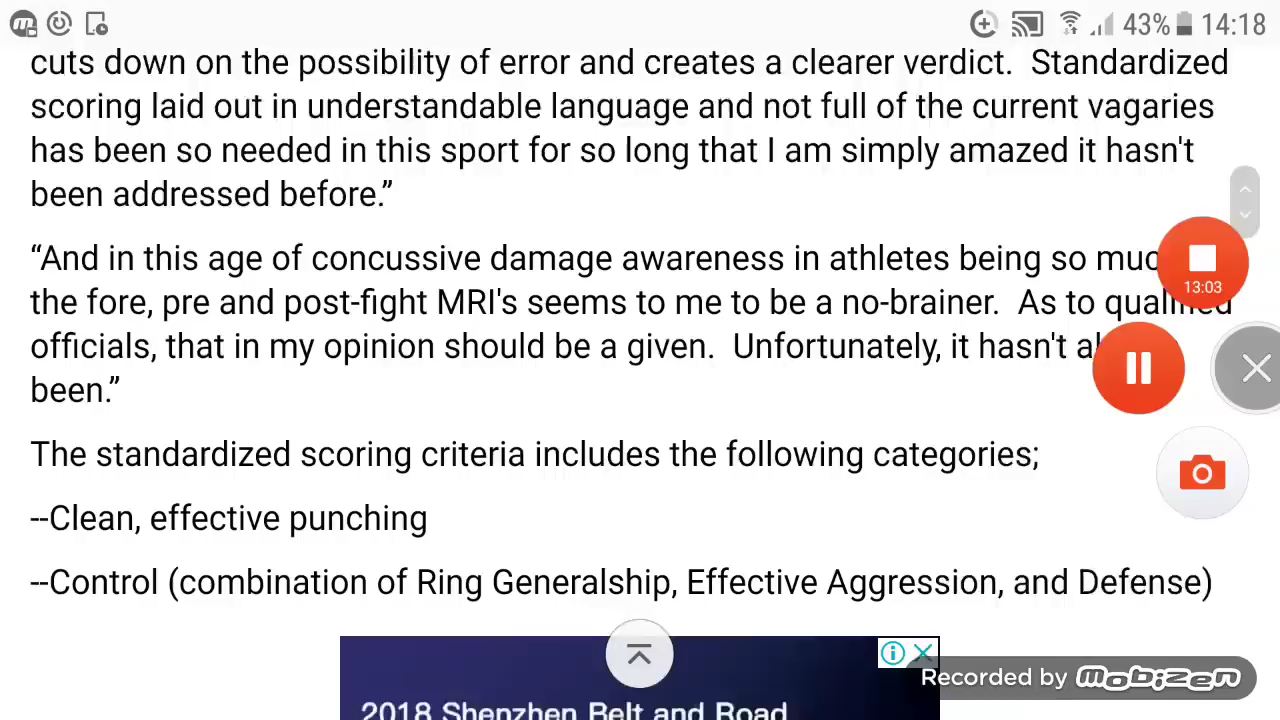 43% 14:18
cuts down on the possibility of error and creates a clearer verdict. Standardized
scoring laid out in understandable language and not full of the current vagaries
has been so needed in this sport for so long that I am simply amazed it hasn't
been addressed before.”
“And in this age of concussive damage awareness in athletes being so
the fore, pre and post-fight MRI's seems to me to be a no-brainer. As to qualified
13:03
officials, that in my opinion should be a given. Unfortunately, it hasn't
been.”
The standardized scoring criteria includes the following categories;
--Clean, effective punching
--Control (combination of Ring Generalship, Effective Aggression, and Defense)
Recorded by mobizen
2018 Shenzhen Belt and Road